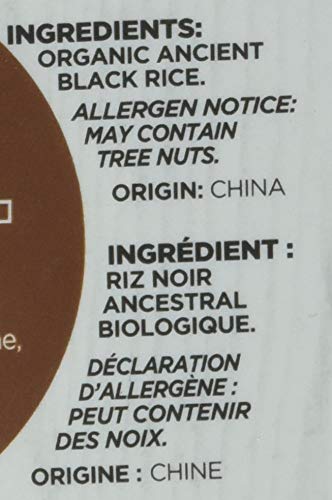 INGREDIENTS:
ORGANIC ANCIENT
BLACK RICE.
ALLERGEN NOTICE:
MAY CONTAIN
TREE NUTS.
ORIGIN: CHINA
INGRÉDIENT :
RIZ NOIR
ANCESTRAL
BIOLOGIQUE.
DÉCLARATION
D'ALLERGÈNE :
PEUT CONTENIR
DES NOIX.
ORIGINE : CHINE